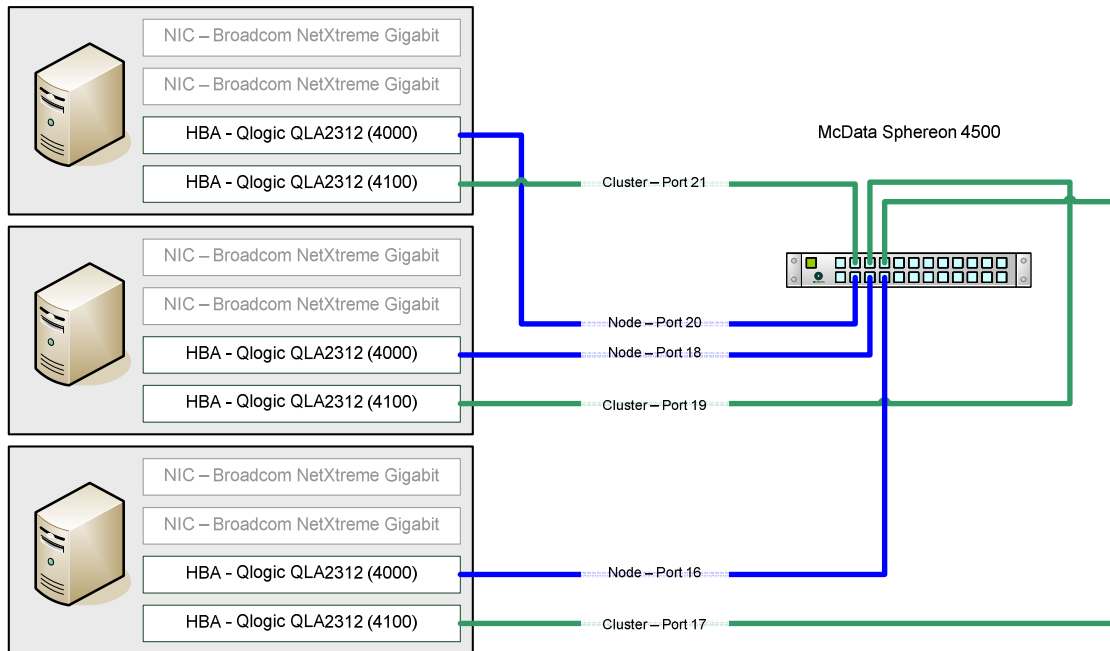 NIC – Broadcom NetXtreme Gigabit
NIC – Broadcom NetXtreme Gigabit
HBA - Qlogic QLA2312 (4000)
HBA - Qlogic QLA2312 (4100)
McData Sphereon 4500
Cluster – Port 21
NIC – Broadcom NetXtreme Gigabit
NIC – Broadcom NetXtreme Gigabit
HBA - Qlogic QLA2312 (4000)
HBA - Qlogic QLA2312 (4100)
Node – Port 20
Node – Port 18
Cluster – Port 19
NIC – Broadcom NetXtreme Gigabit
NIC – Broadcom NetXtreme Gigabit
HBA - Qlogic QLA2312 (4000)
HBA - Qlogic QLA2312 (4100)
Node – Port 16
Cluster – Port 17